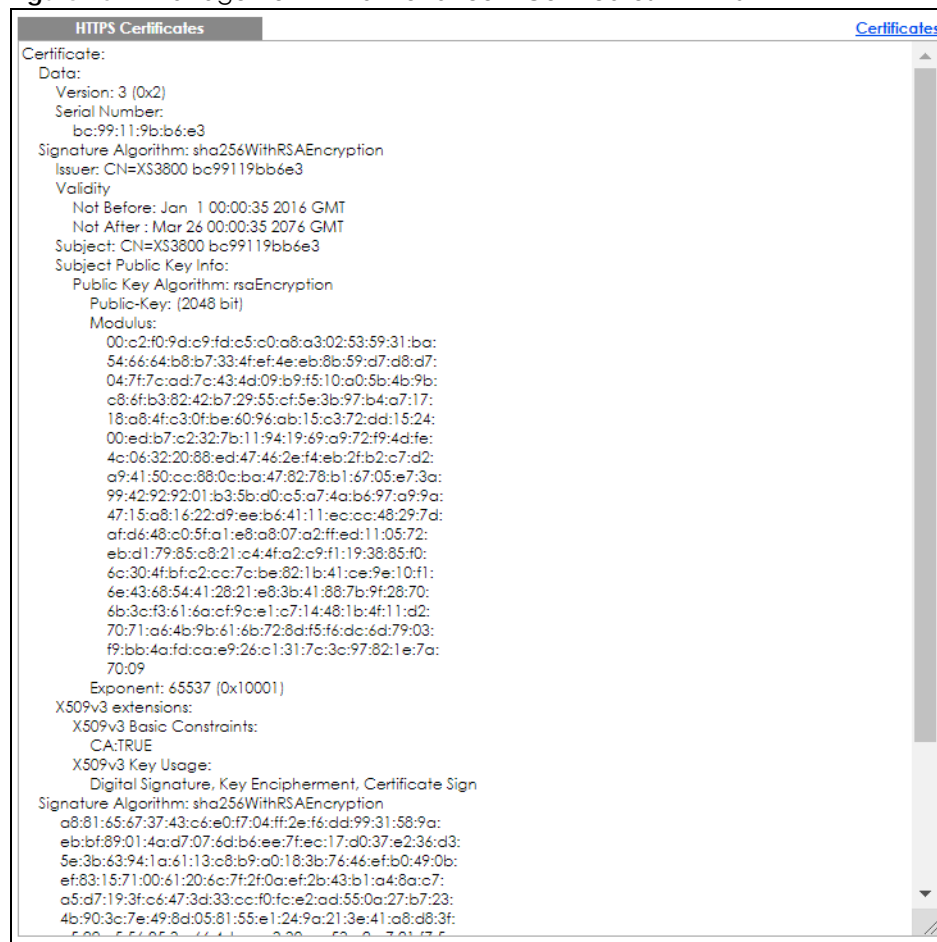 HTTPS Certificates
Certificates
Certificate:
Data:
Version: 3 (0x2)
Serial Number:
bc:99:11:9b:b6:e3
Signature Algorithm: sha256WithRSAEncryption
Issuer: CN=XS3800 bc99119bb6e3
Validity
Not Before: Jan 1 00:00:35 2016 GMT
Not After : Mar 26 00:00:35 2076 GMT
Subject: CN=XS3800 bc99119bb6e3
Subject Public Key Info:
Public Key Algorithm: rsaEncryption
Public-Key: (2048 bit)
Modulus:
00:c2:f0:9d:c9:fd:c5:c0:a8:a3:02:53:59:31:ba:
54:66:64:b8:b7:33:4f:ef:4e:eb:8b:59:d7:d8:d7:
04:7f:7c:ad:7c:43:4d:09:b9:f5:10:a0:5b:4b:9b:
c8:6f:b3:82:42:b7:29:55:cf:5e:3b:97:b4:a7:17:
18:a8:4f:c3:0f:be:60:96:ab:15:c3:72:dd:15:24:
00:ed:b7:c2:32:7b:11:94:19:69:a9:72:f9:4d:fe:
4c:06:32:20:88:ed:47:46:2e:f4:eb:2f:b2:c7:d2:
a9:41:50:cc:88:0c:ba:47:82:78:b1:67:05:e7:3a:
99:42:92:92:01:b3:5b:d0:c5:a7:4a:b6:97:a9:9a:
47:15:a8:16:22:d9:ee:b6:41:11:ec:cc:48:29:7d:
af:d6:48:c0:5f:a1:e8:a8:07:a2:ff:ed:11:05:72:
eb:d1:79:85:c8:21:c4:4f:a2:c9:f1:19:38:85:f0:
6c:30:4f:bf:c2:cc:7c:be:82:1b:41:ce:9e:10:f1:
6e:43:68:54:41:28:21:e8:3b:41:88:7b:9f:28:70:
6b:3c:f3:61:6a:cf:9c:e1:c7:14:48:1b:4f:11:d2:
70:71:a6:4b:9b:61:6b:72:8d:f5:f6:dc:6d:79:03:
f9:bb:4a:fd:ca:e9:26:c1:31:7c:3c:97:82:1e:7a:
70:09
Exponent: 65537 (0x10001)
X509v3 extensions:
X509v3 Basic Constraints:
CA:TRUE
X509v3 Key Usage:
Digital Signature, Key Encipherment, Certificate Sign
Signature Algorithm: sha256WithRSAEncryption
a8:81:65:67:37:43:c6:e0:f7:04:ff:2e:f6:dd:99:31:58:9a:
eb:bf:89:01:4a:d7:07:6d:b6:ee:7f:ec:17:d0:37:e2:36:d3:
5e:3b:63:94:1a:61:13:c8:b9:a0:18:3b:76:46:ef:b0:49:0b:
ef:83:15:71:00:61:20:6c:7f:2f:0a:ef:2b:43:b1:a4:8a:c7:
a5:d7:19:3f:c6:47:3d:33:cc:f0:fc:e2:ad:55:0a:27:b7:23:
4b:90:3c:7e:49:8d:05:81:55:e1:24:9a:21:3e:41:a8:d8:3f: